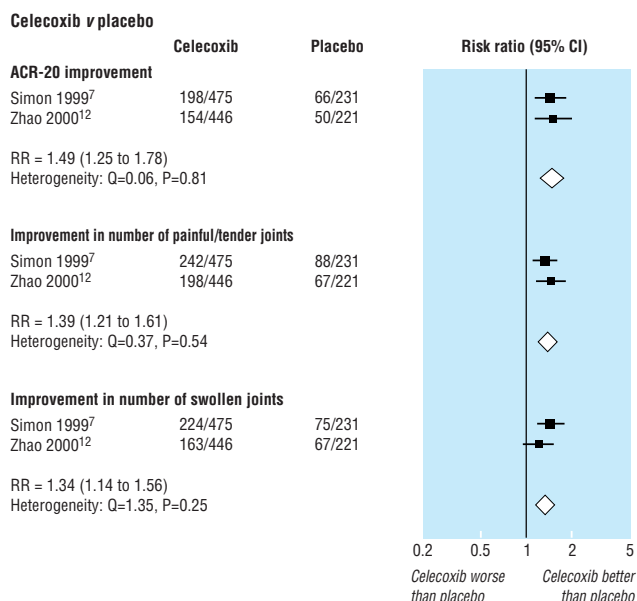 Celecoxib v placebo
Celecoxib Placebo Risk ratio (95% CI)
ACR-20 improvement
Simon 1999⁷ 198/475 66/231
Zhao 2000¹² 154/446 50/221
RR = 1.49 (1.25 to 1.78)
Heterogeneity: Q=0.06, P=0.81
Improvement in number of painful/tender joints
Simon 1999⁷ 242/475 88/231
Zhao 2000¹² 198/446 67/221
RR = 1.39 (1.21 to 1.61)
Heterogeneity: Q=0.37, P=0.54
Improvement in number of swollen joints
Simon 1999⁷ 224/475 75/231
Zhao 2000¹² 163/446 67/221
RR = 1.34 (1.14 to 1.56)
Heterogeneity: Q=1.35, P=0.25
0.2 0.5 1 2 5
Celecoxib worse Celecoxib better
than placebo than placebo